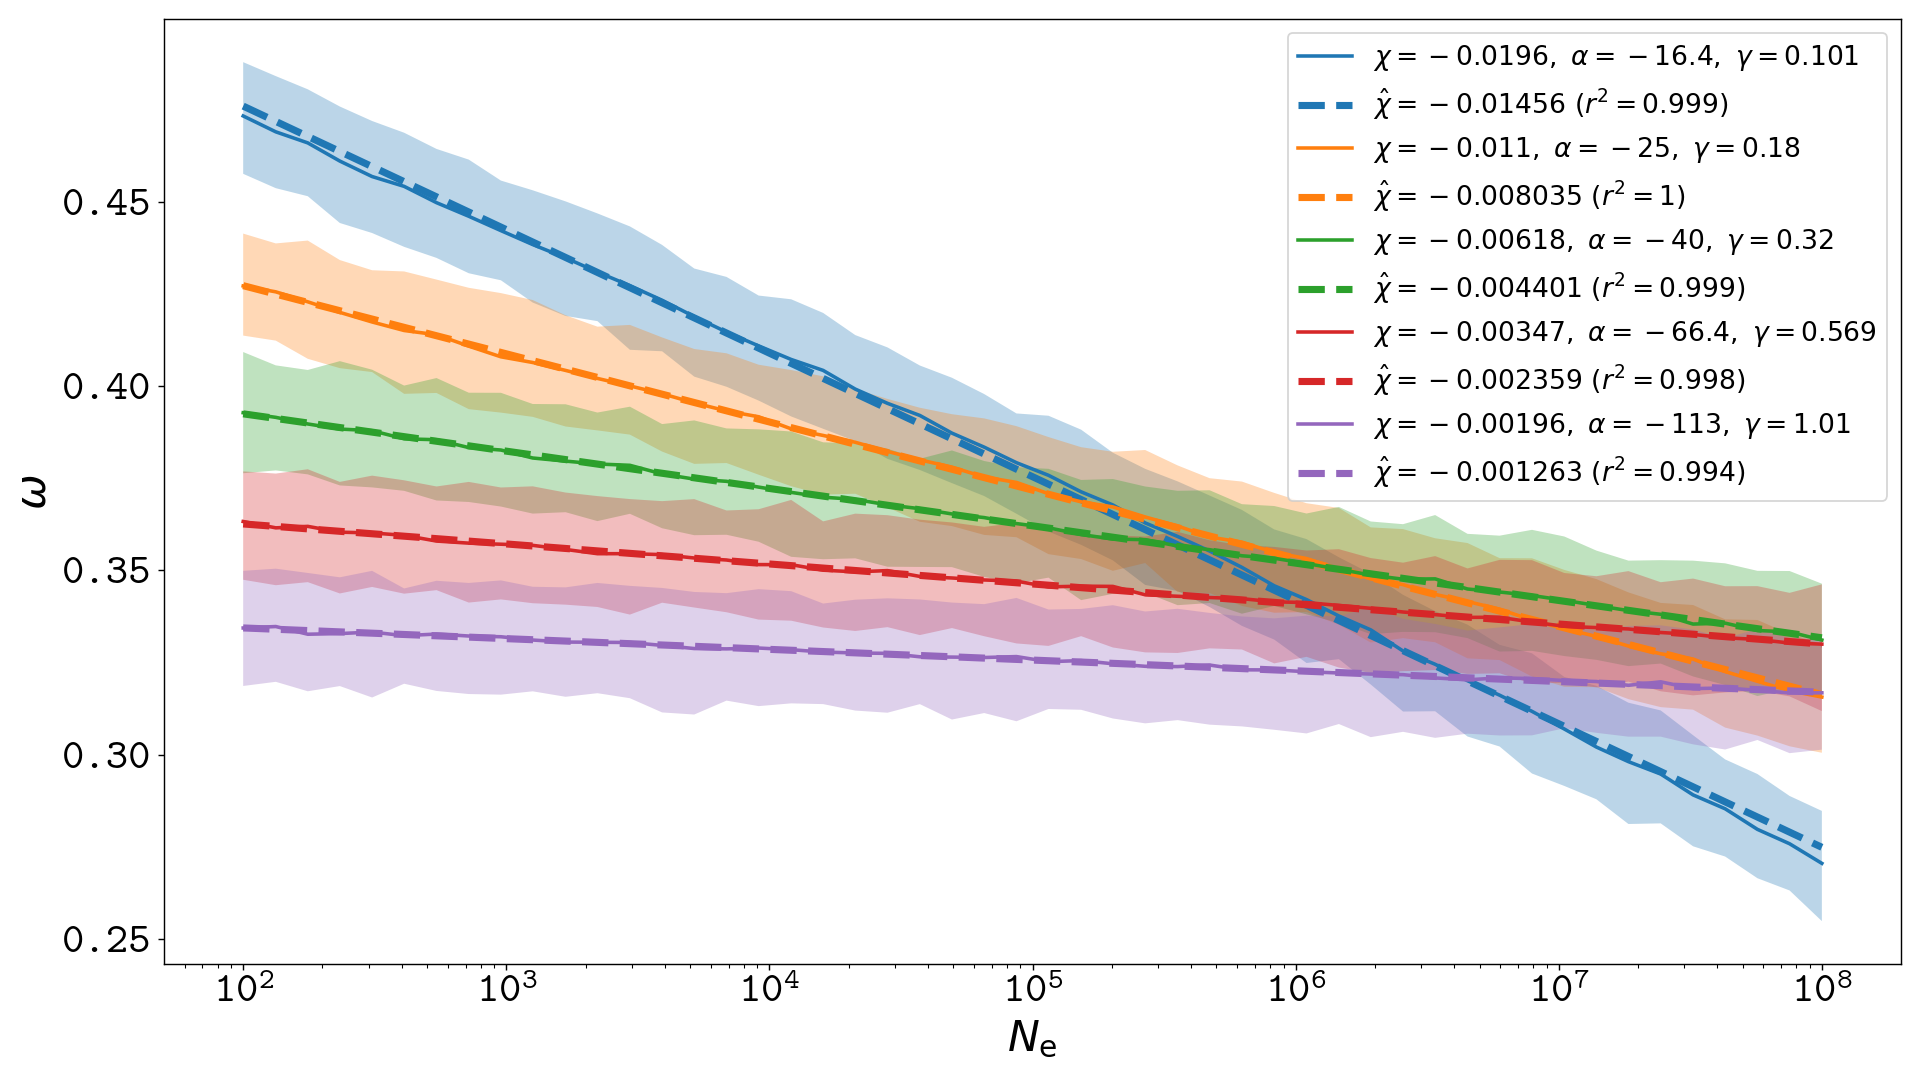 χ = −0.0196, α = −16.4, γ = 0.101
χ̂ = −0.01456 (r² = 0.999)
χ = −0.011, α = −25, γ = 0.18
χ̂ = −0.008035 (r² = 1)
χ = −0.00618, α = −40, γ = 0.32
χ̂ = −0.004401 (r² = 0.999)
χ = −0.00347, α = −66.4, γ = 0.569
χ̂ = −0.002359 (r² = 0.998)
χ = −0.00196, α = −113, γ = 1.01
χ̂ = −0.001263 (r² = 0.994)
ω
0.45
0.40
0.35
0.30
0.25
10² 10³ 10⁴ 10⁵ 10⁶ 10⁷ 10⁸
Nₑ